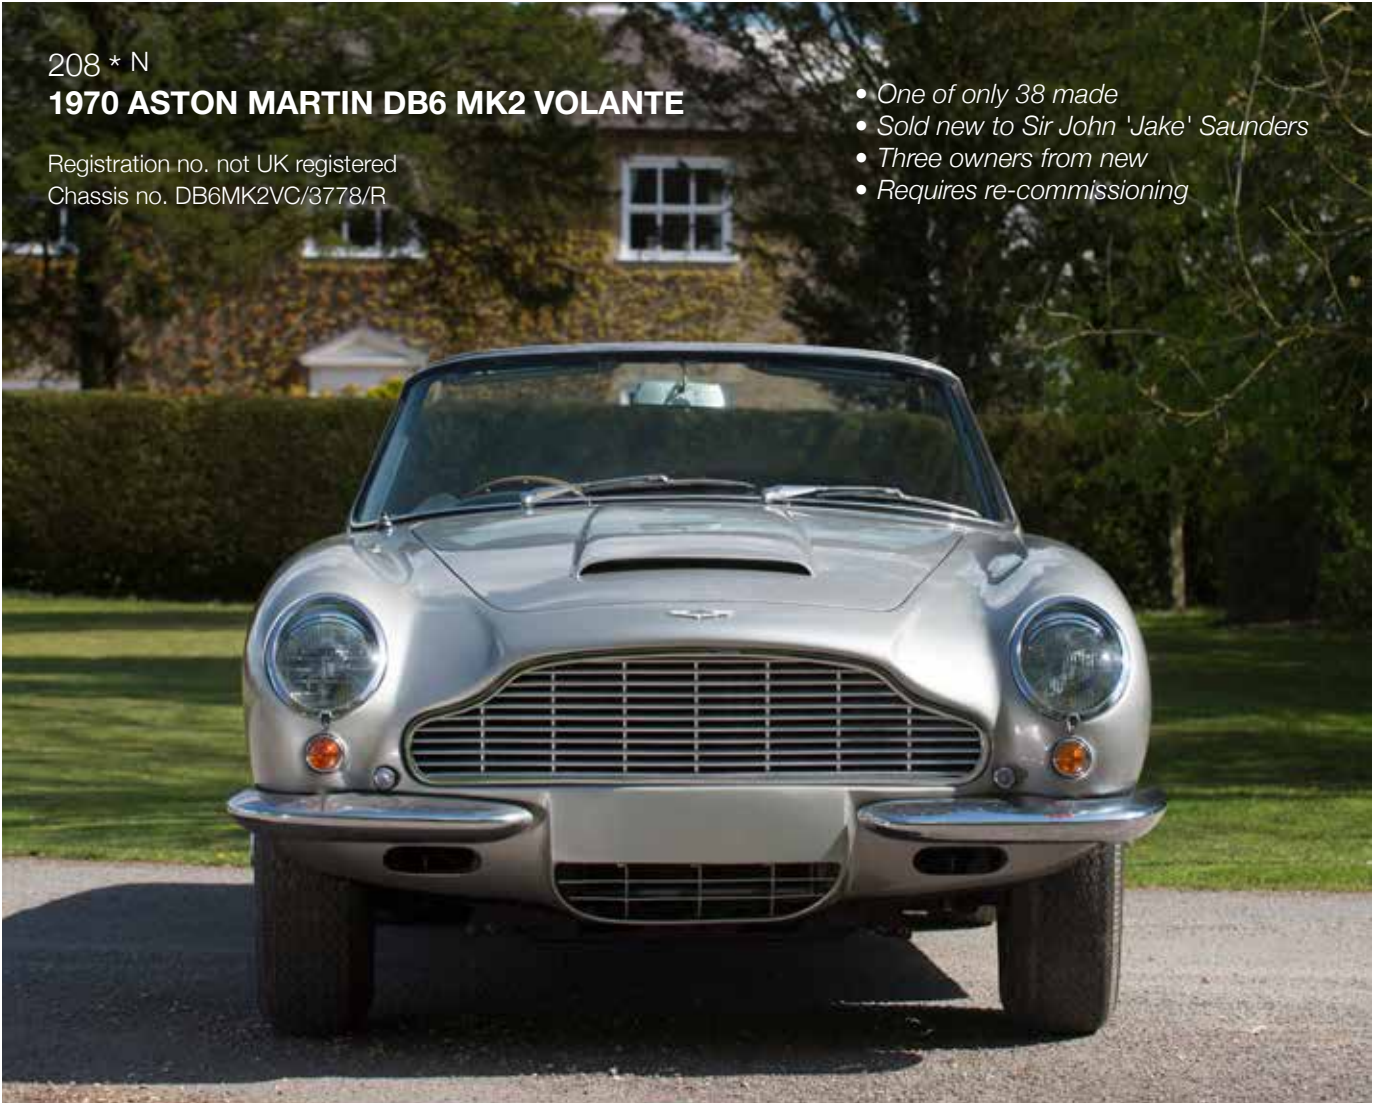 208 * N
1970 ASTON MARTIN DB6 MK2 VOLANTE
Registration no. not UK registered
Chassis no. DB6MK2VC/3778/R
• One of only 38 made
• Sold new to Sir John 'Jake' Saunders
• Three owners from new
• Requires re-commissioning